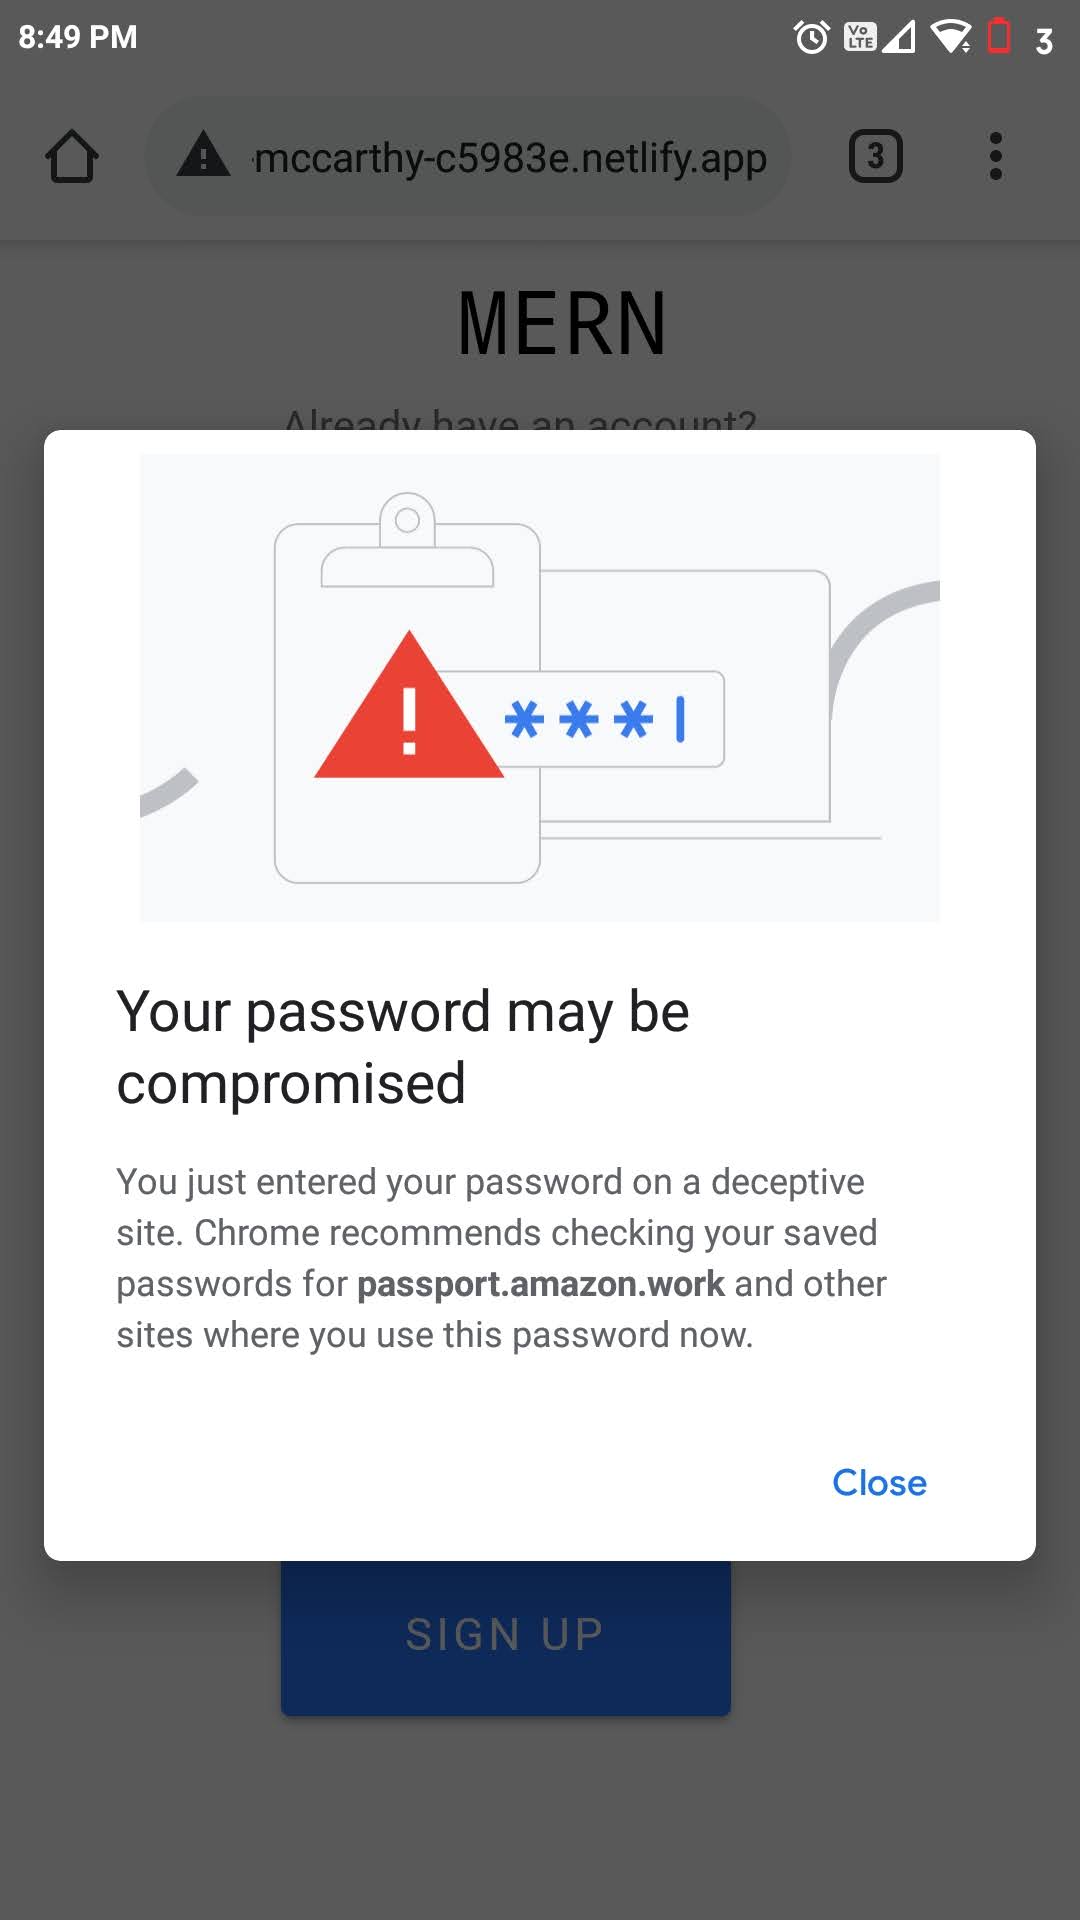 8:49 PM
Vo
LTE
3
mccarthy-c5983e.netlify.app
3
MERN
Already have an account?
***
Your password may be
compromised
You just entered your password on a deceptive
site. Chrome recommends checking your saved
passwords for passport.amazon.work and other
sites where you use this password now.
Close
SIGN UP